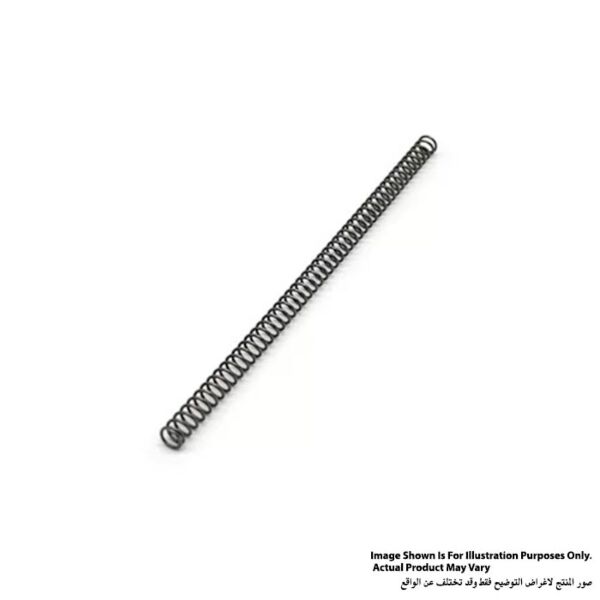 Image Shown Is For Illustration Purposes Only.
Actual Product May Vary
صور المنتج لاغراض التوضيح فقط وقد تختلف عن الواقع